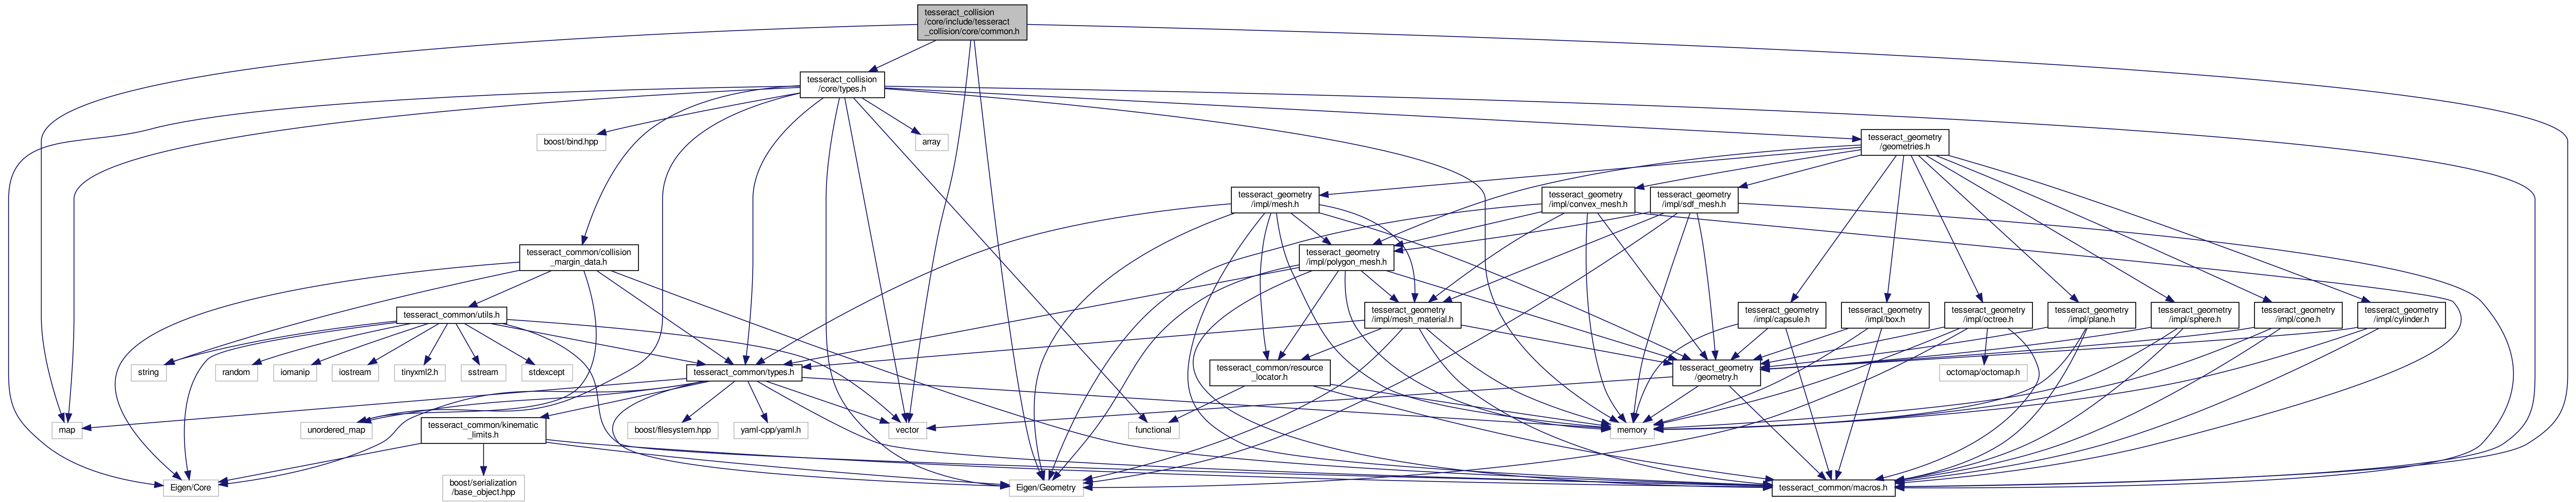 tesseract_collision
/core/include/tesseract
_collision/core/common.h
tesseract_collision
/core/types.h
boost/bind.hpp
array
tesseract_geometry
/geometries.h
tesseract_geometry
/impl/mesh.h
tesseract_geometry
/impl/convex_mesh.h
tesseract_geometry
/impl/sdf_mesh.h
tesseract_common/collision
_margin_data.h
tesseract_geometry
/impl/polygon_mesh.h
tesseract_common/utils.h
tesseract_geometry
/impl/mesh_material.h
tesseract_geometry
/impl/capsule.h
tesseract_geometry
/impl/box.h
tesseract_geometry
/impl/octree.h
tesseract_geometry
/impl/plane.h
tesseract_geometry
/impl/sphere.h
tesseract_geometry
/impl/cone.h
tesseract_geometry
/impl/cylinder.h
string
random
iomanip
iostream
tinyxml2.h
sstream
stdexcept
tesseract_common/types.h
tesseract_common/resource
_locator.h
tesseract_geometry
/geometry.h
octomap/octomap.h
map
unordered_map
tesseract_common/kinematic
_limits.h
boost/filesystem.hpp
yaml-cpp/yaml.h
vector
functional
memory
Eigen/Core
boost/serialization
/base_object.hpp
Eigen/Geometry
tesseract_common/macros.h